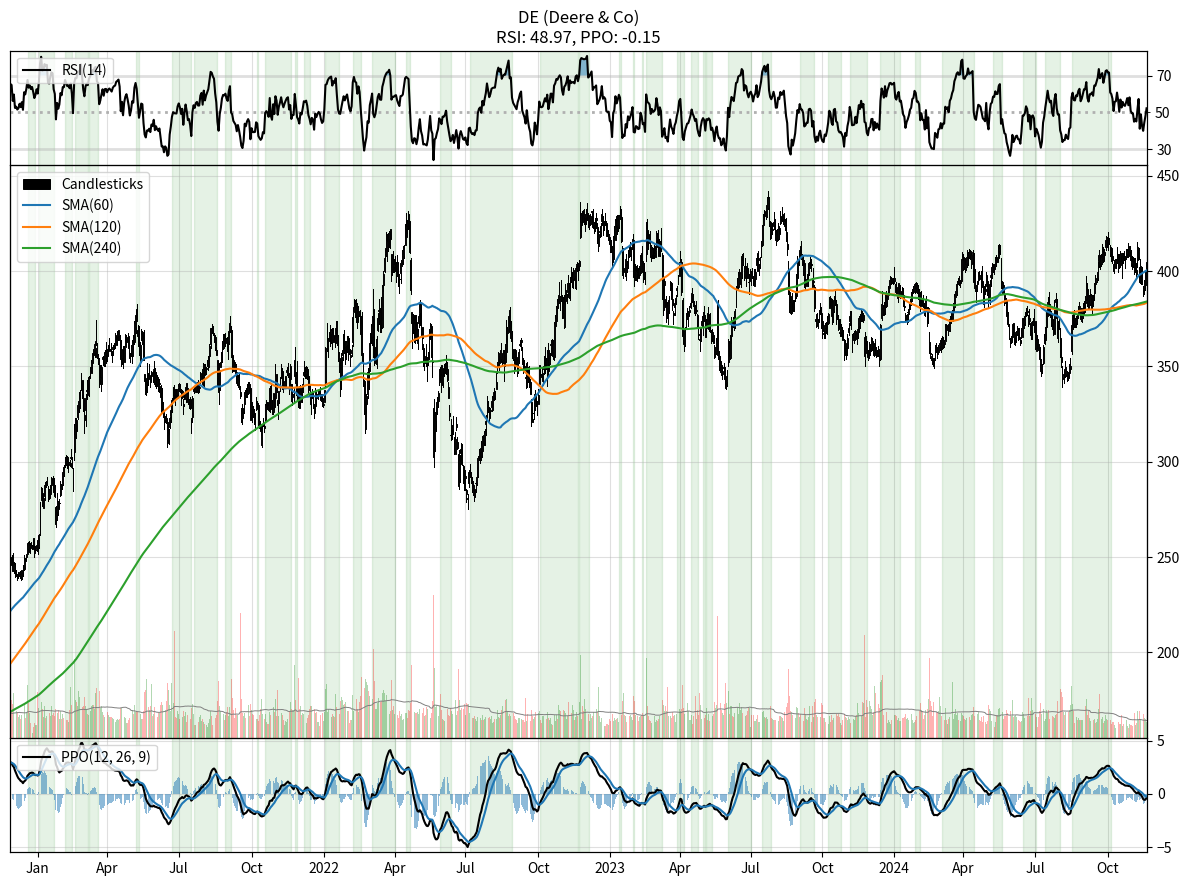 DE (Deere & Co)
RSI: 48.97, PPO: -0.15
RSI(14)
70
50
30
Candlesticks
SMA(60)
SMA(120)
SMA(240)
450
400
350
300
250
200
PPO(12, 26, 9)
5
0
−5
Jan Apr Jul Oct 2022 Apr Jul Oct 2023 Apr Jul Oct 2024 Apr Jul Oct